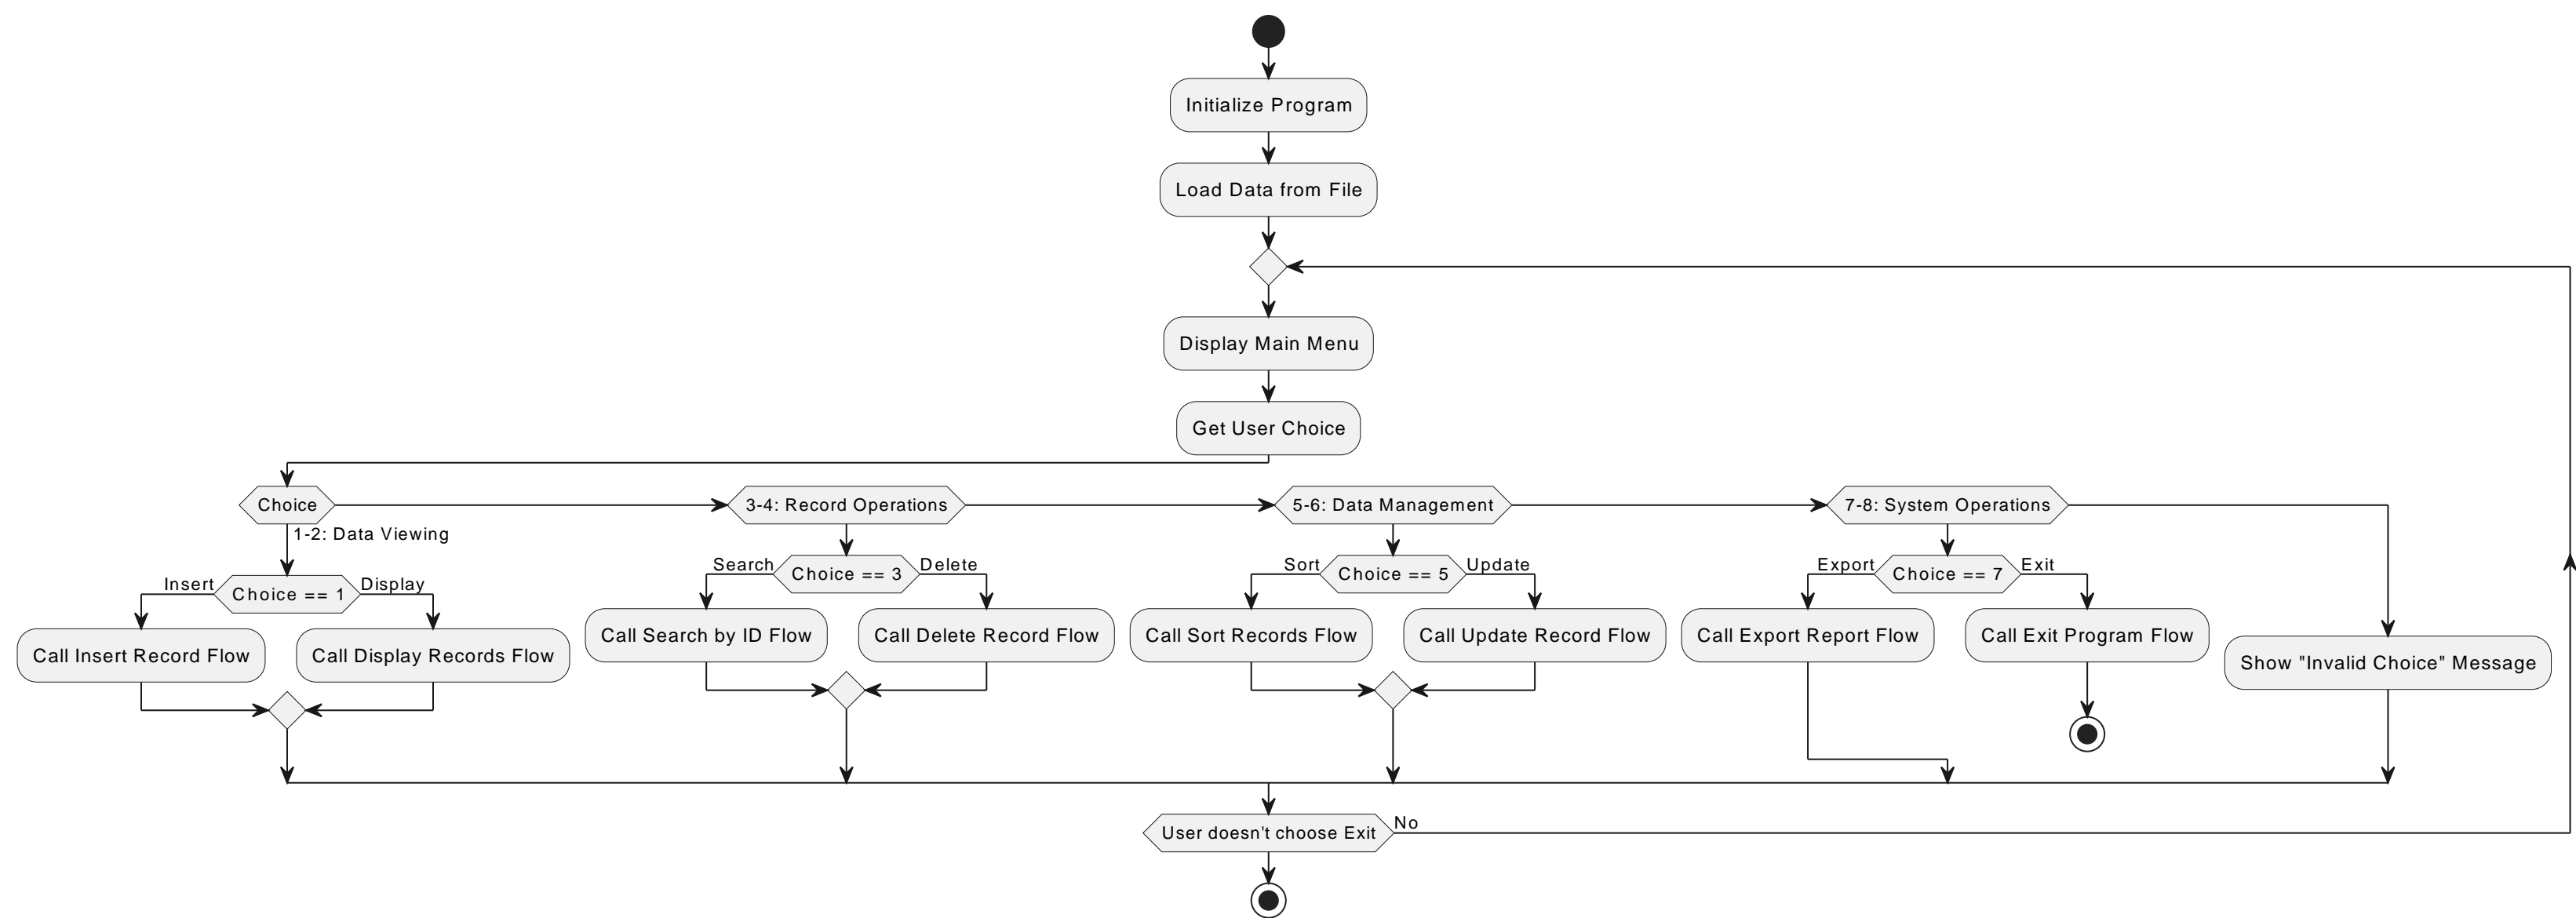 Initialize Program
Load Data from File
Display Main Menu
Get User Choice
Choice
3-4: Record Operations
5-6: Data Management
7-8: System Operations
1-2: Data Viewing
Insert
Choice == 1
Display
Search
Choice == 3
Delete
Sort
Choice == 5
Update
Export
Choice == 7
Exit
Call Insert Record Flow
Call Display Records Flow
Call Search by ID Flow
Call Delete Record Flow
Call Sort Records Flow
Call Update Record Flow
Call Export Report Flow
Call Exit Program Flow
Show "Invalid Choice" Message
User doesn't choose Exit
No